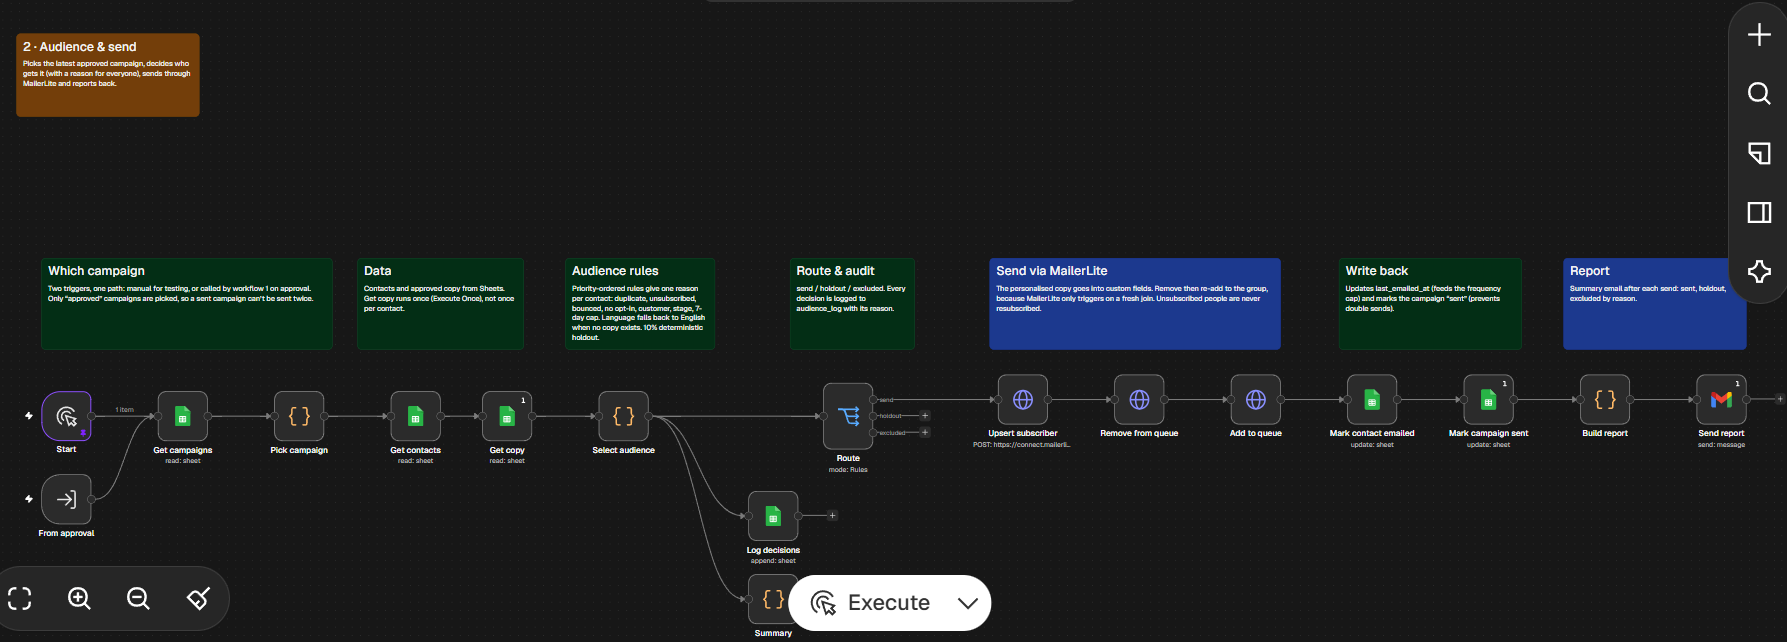 2 · Audience & send
Picks the latest approved campaign, decides who
gets it (with a reason for everyone), sends through
MailerLite and reports back.
Which campaign
Two triggers, one path: manual for testing, or called by workflow 1 on approval.
Only "approved" campaigns are picked, so a sent campaign can't be sent twice.
Data
Contacts and approved copy from Sheets.
Get copy runs once (Execute Once), not once
per contact.
Audience rules
Priority-ordered rules give one reason
per contact: duplicate, unsubscribed,
bounced, no opt-in, customer, stage, 7-
day cap. Language falls back to English
when no copy exists. 10% deterministic
holdout.
Route & audit
send / holdout / excluded. Every
decision is logged to
audience_log with its reason.
Send via MailerLite
The personalised copy goes into custom fields. Remove then re-add to the group,
because MailerLite only triggers on a fresh join. Unsubscribed people are never
resubscribed.
Write back
Updates last_emailed_at (feeds the frequency
cap) and marks the campaign "sent" (prevents
double sends).
Report
Summary email after each send: sent, holdout,
excluded by reason.
1 item
Start
From approval
Get campaigns
read: sheet
Pick campaign
Get contacts
read: sheet
1
Get copy
read: sheet
Select audience
Route
mode: Rules
send
holdout
excluded
Upsert subscriber
POST: https://connect.mailerli...
Remove from queue
Add to queue
Mark contact emailed
update: sheet
1
Mark campaign sent
update: sheet
Build report
1
Send report
send: message
Log decisions
append: sheet
Summary
Execute